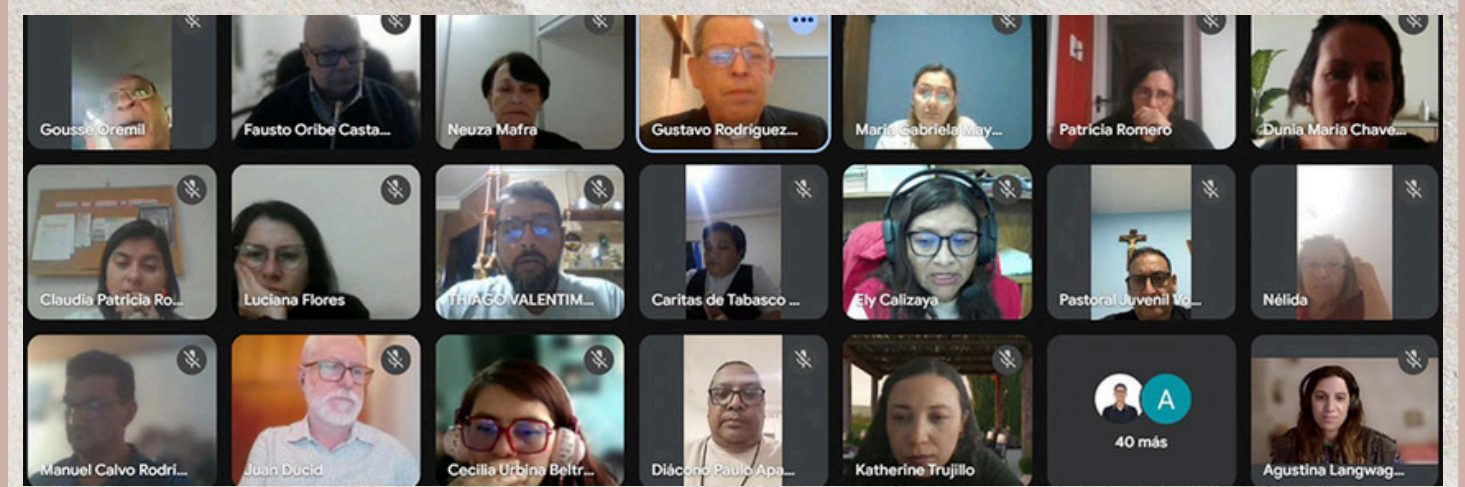 Gousse Oremil
Fausto Oribe Casta...
Neuza Mafra
Gustavo Rodríguez...
Maria Gabriela May...
Patricia Romero
Dunia Maria Chave...
Claudia Patricia Ro...
Luciana Flores
THIAGO VALENTIM...
Caritas de Tabasco ...
Ely Calizaya
Pastoral Juvenil Vo...
Nélida
Manuel Calvo Rodri...
Juan Ducid
Cecilia Urbina Beltr...
Diácono Paulo Apa...
Katherine Trujillo
A
40 más
Agustina Langwag...